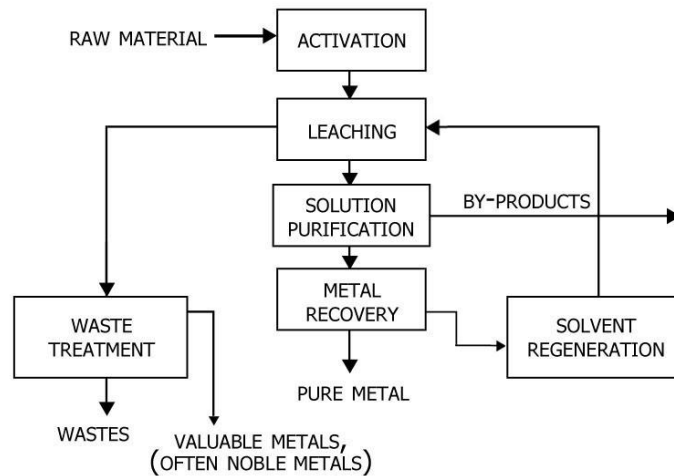 RAW MATERIAL
ACTIVATION
LEACHING
SOLUTION
PURIFICATION
BY-PRODUCTS
METAL
RECOVERY
WASTE
TREATMENT
SOLVENT
REGENERATION
PURE METAL
WASTES
VALUABLE METALS,
(OFTEN NOBLE METALS)